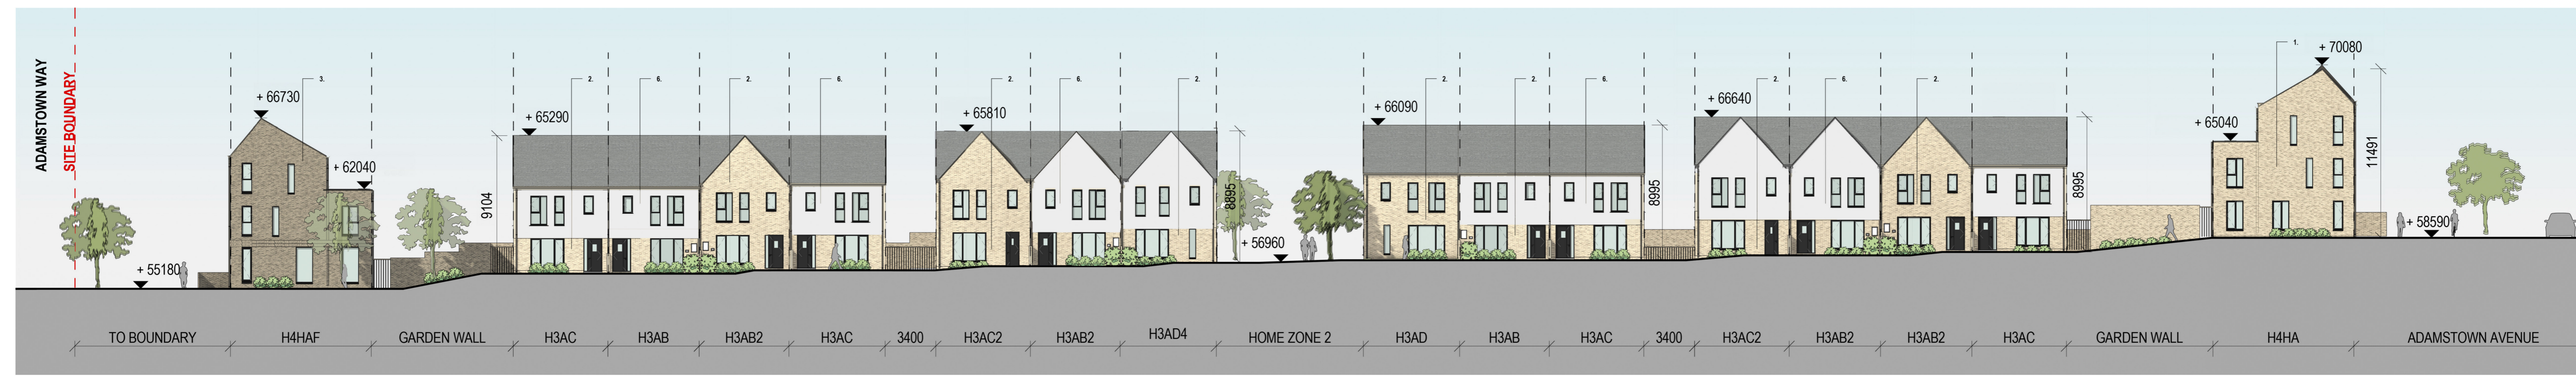 ADAMSTOWN WAY
SITE BOUNDARY
+ 55180
+ 66730
3.
+ 62040
9104
+ 65290
2.
6.
2.
6.
+ 65810
2.
6.
2.
8895
+ 56960
+ 66090
2.
2.
6.
8995
+ 66640
2.
6.
2.
8995
+ 65040
1.
+ 70080
11491
+ 58590
TO BOUNDARY
H4HAF
GARDEN WALL
H3AC
H3AB
H3AB2
H3AC
3400
H3AC2
H3AB2
H3AD4
HOME ZONE 2
H3AD
H3AB
H3AC
3400
H3AC2
H3AB2
H3AB2
H3AC
GARDEN WALL
H4HA
ADAMSTOWN AVENUE